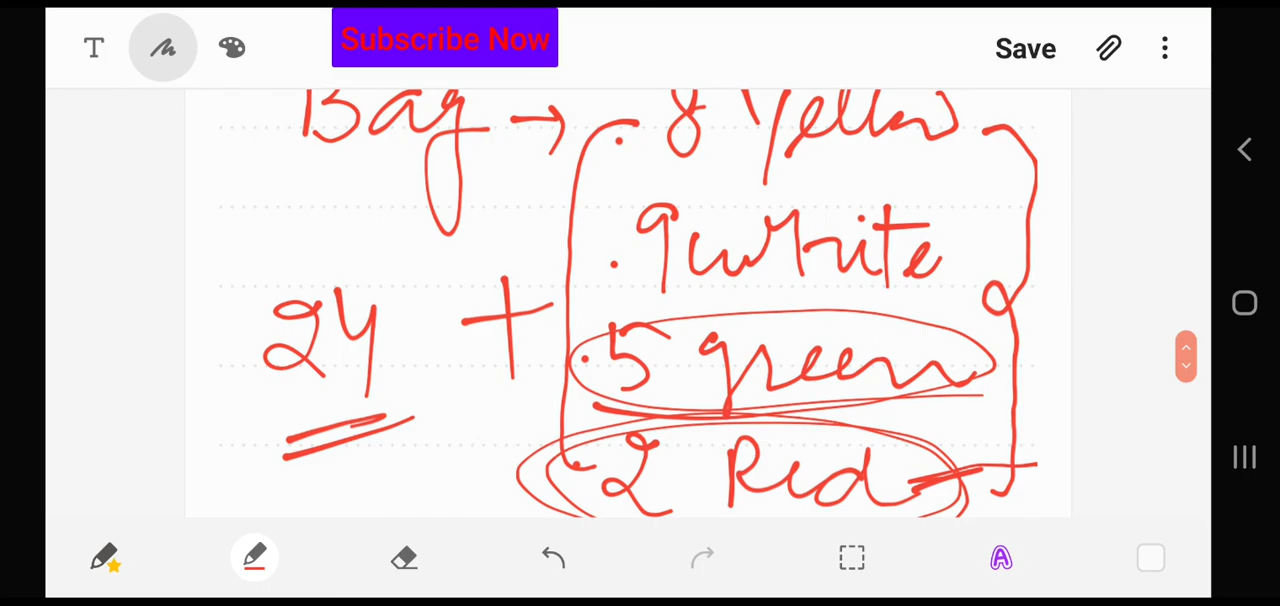 T Subscribe Now Save
Bag → 8 Yellow
9 white
24 + 5 green
2 Red
A